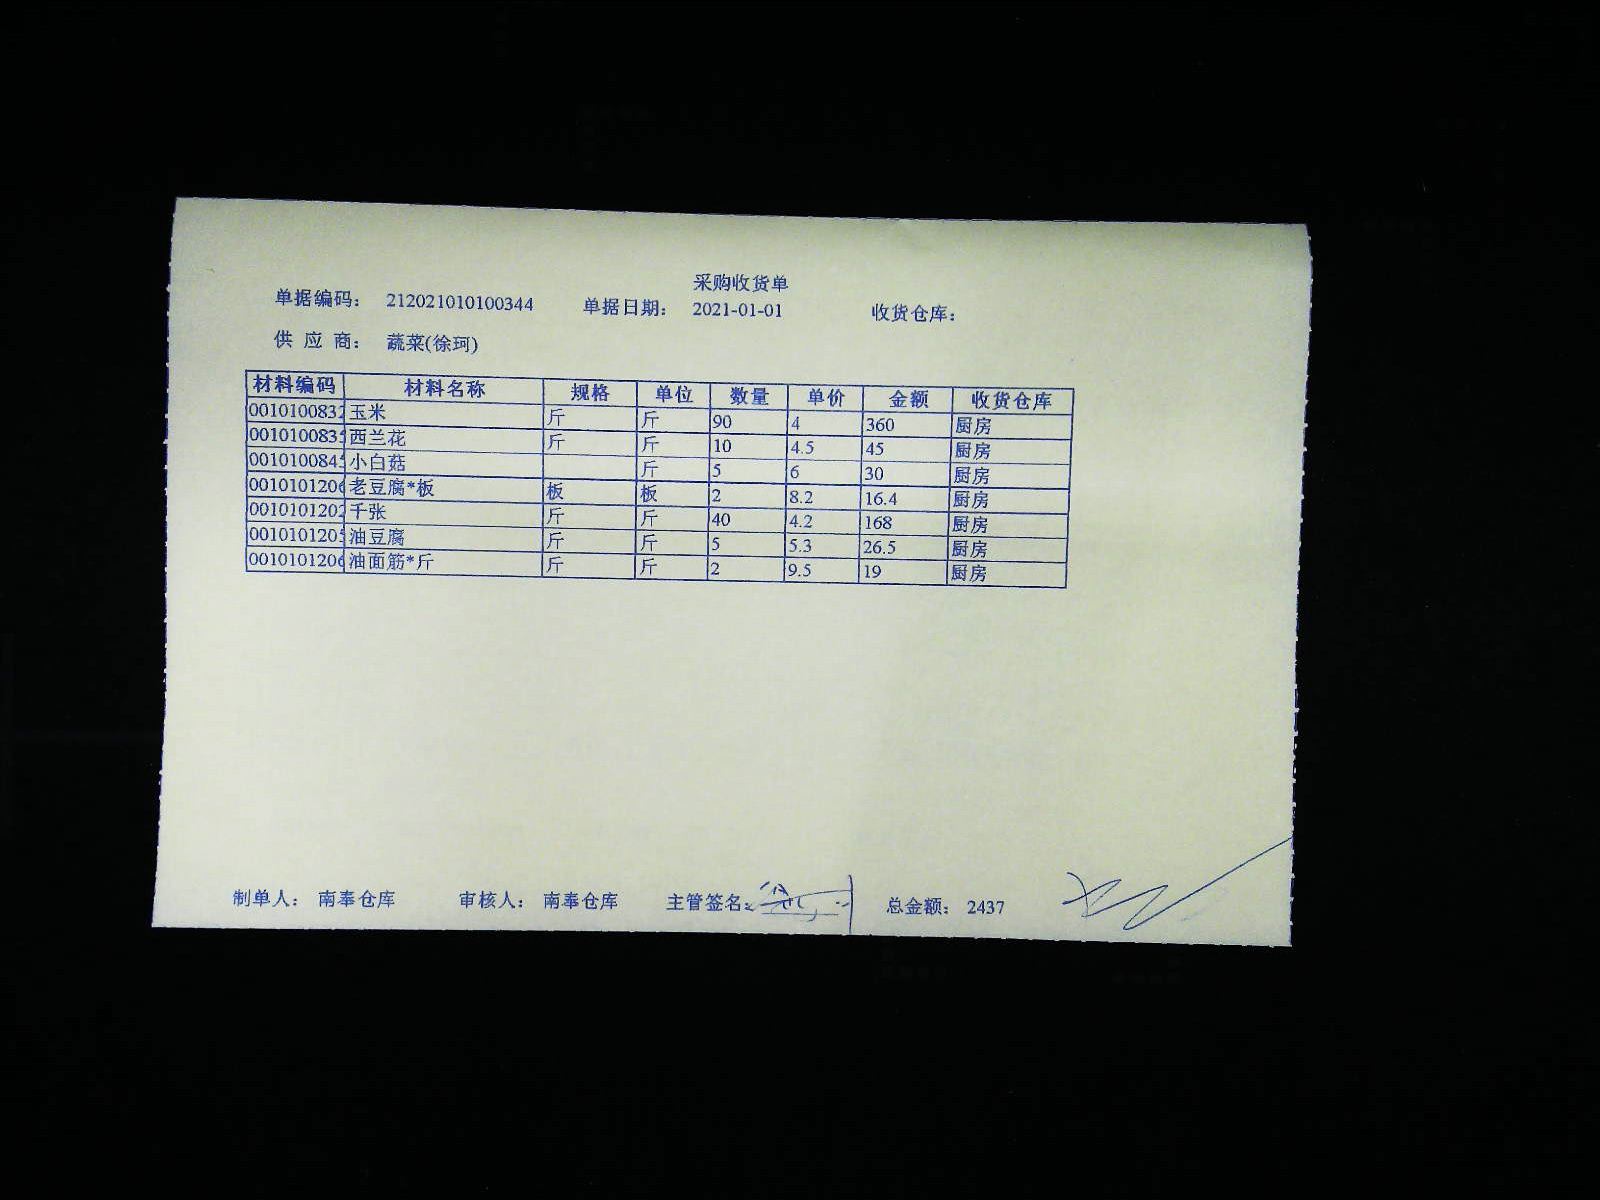 采购收货单
单据编码： 212021010100344 单据日期： 2021-01-01 收货仓库：
供 应 商： 蔬菜(徐珂)
材料编码 材料名称 规格 单位 数量 单价 金额 收货仓库
0010100832 玉米 斤 斤 90 4 360 厨房
001010083 西兰花 斤 斤 10 4.5 45 厨房
001010084 小白菇 斤 5 6 30 厨房
001010120 老豆腐*板 板 板 2 8.2 16.4 厨房
001010120 千张 斤 斤 40 4.2 168 厨房
001010120 油豆腐 斤 斤 5 5.3 26.5 厨房
001010120 油面筋*斤 斤 斤 2 9.5 19 厨房
制单人： 南奉仓库 审核人： 南奉仓库 主管签名： 总金额： 2437